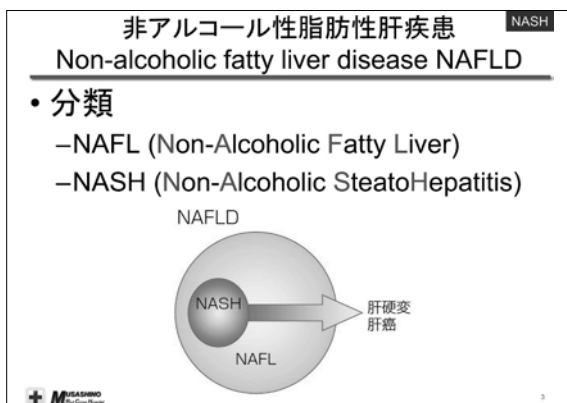 非アルコール性脂肪性肝疾患
NASH
Non-alcoholic fatty liver disease NAFLD
• 分類
–NAFL (Non-Alcoholic Fatty Liver)
–NASH (Non-Alcoholic SteatoHepatitis)
NAFLD
NASH
肝硬変
肝癌
NAFL
MUSASHINO
3